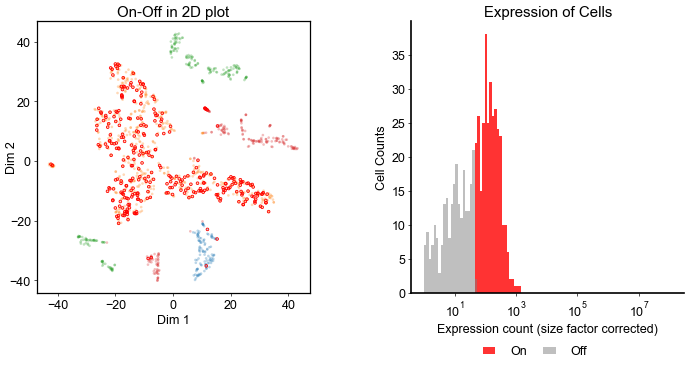 On-Off in 2D plot
Expression of Cells
Dim 2
40
20
0
−20
−40
−40 −20 0 20 40
Dim 1
Cell Counts
35
30
25
20
15
10
5
0
10^1 10^3 10^5 10^7
Expression count (size factor corrected)
On Off